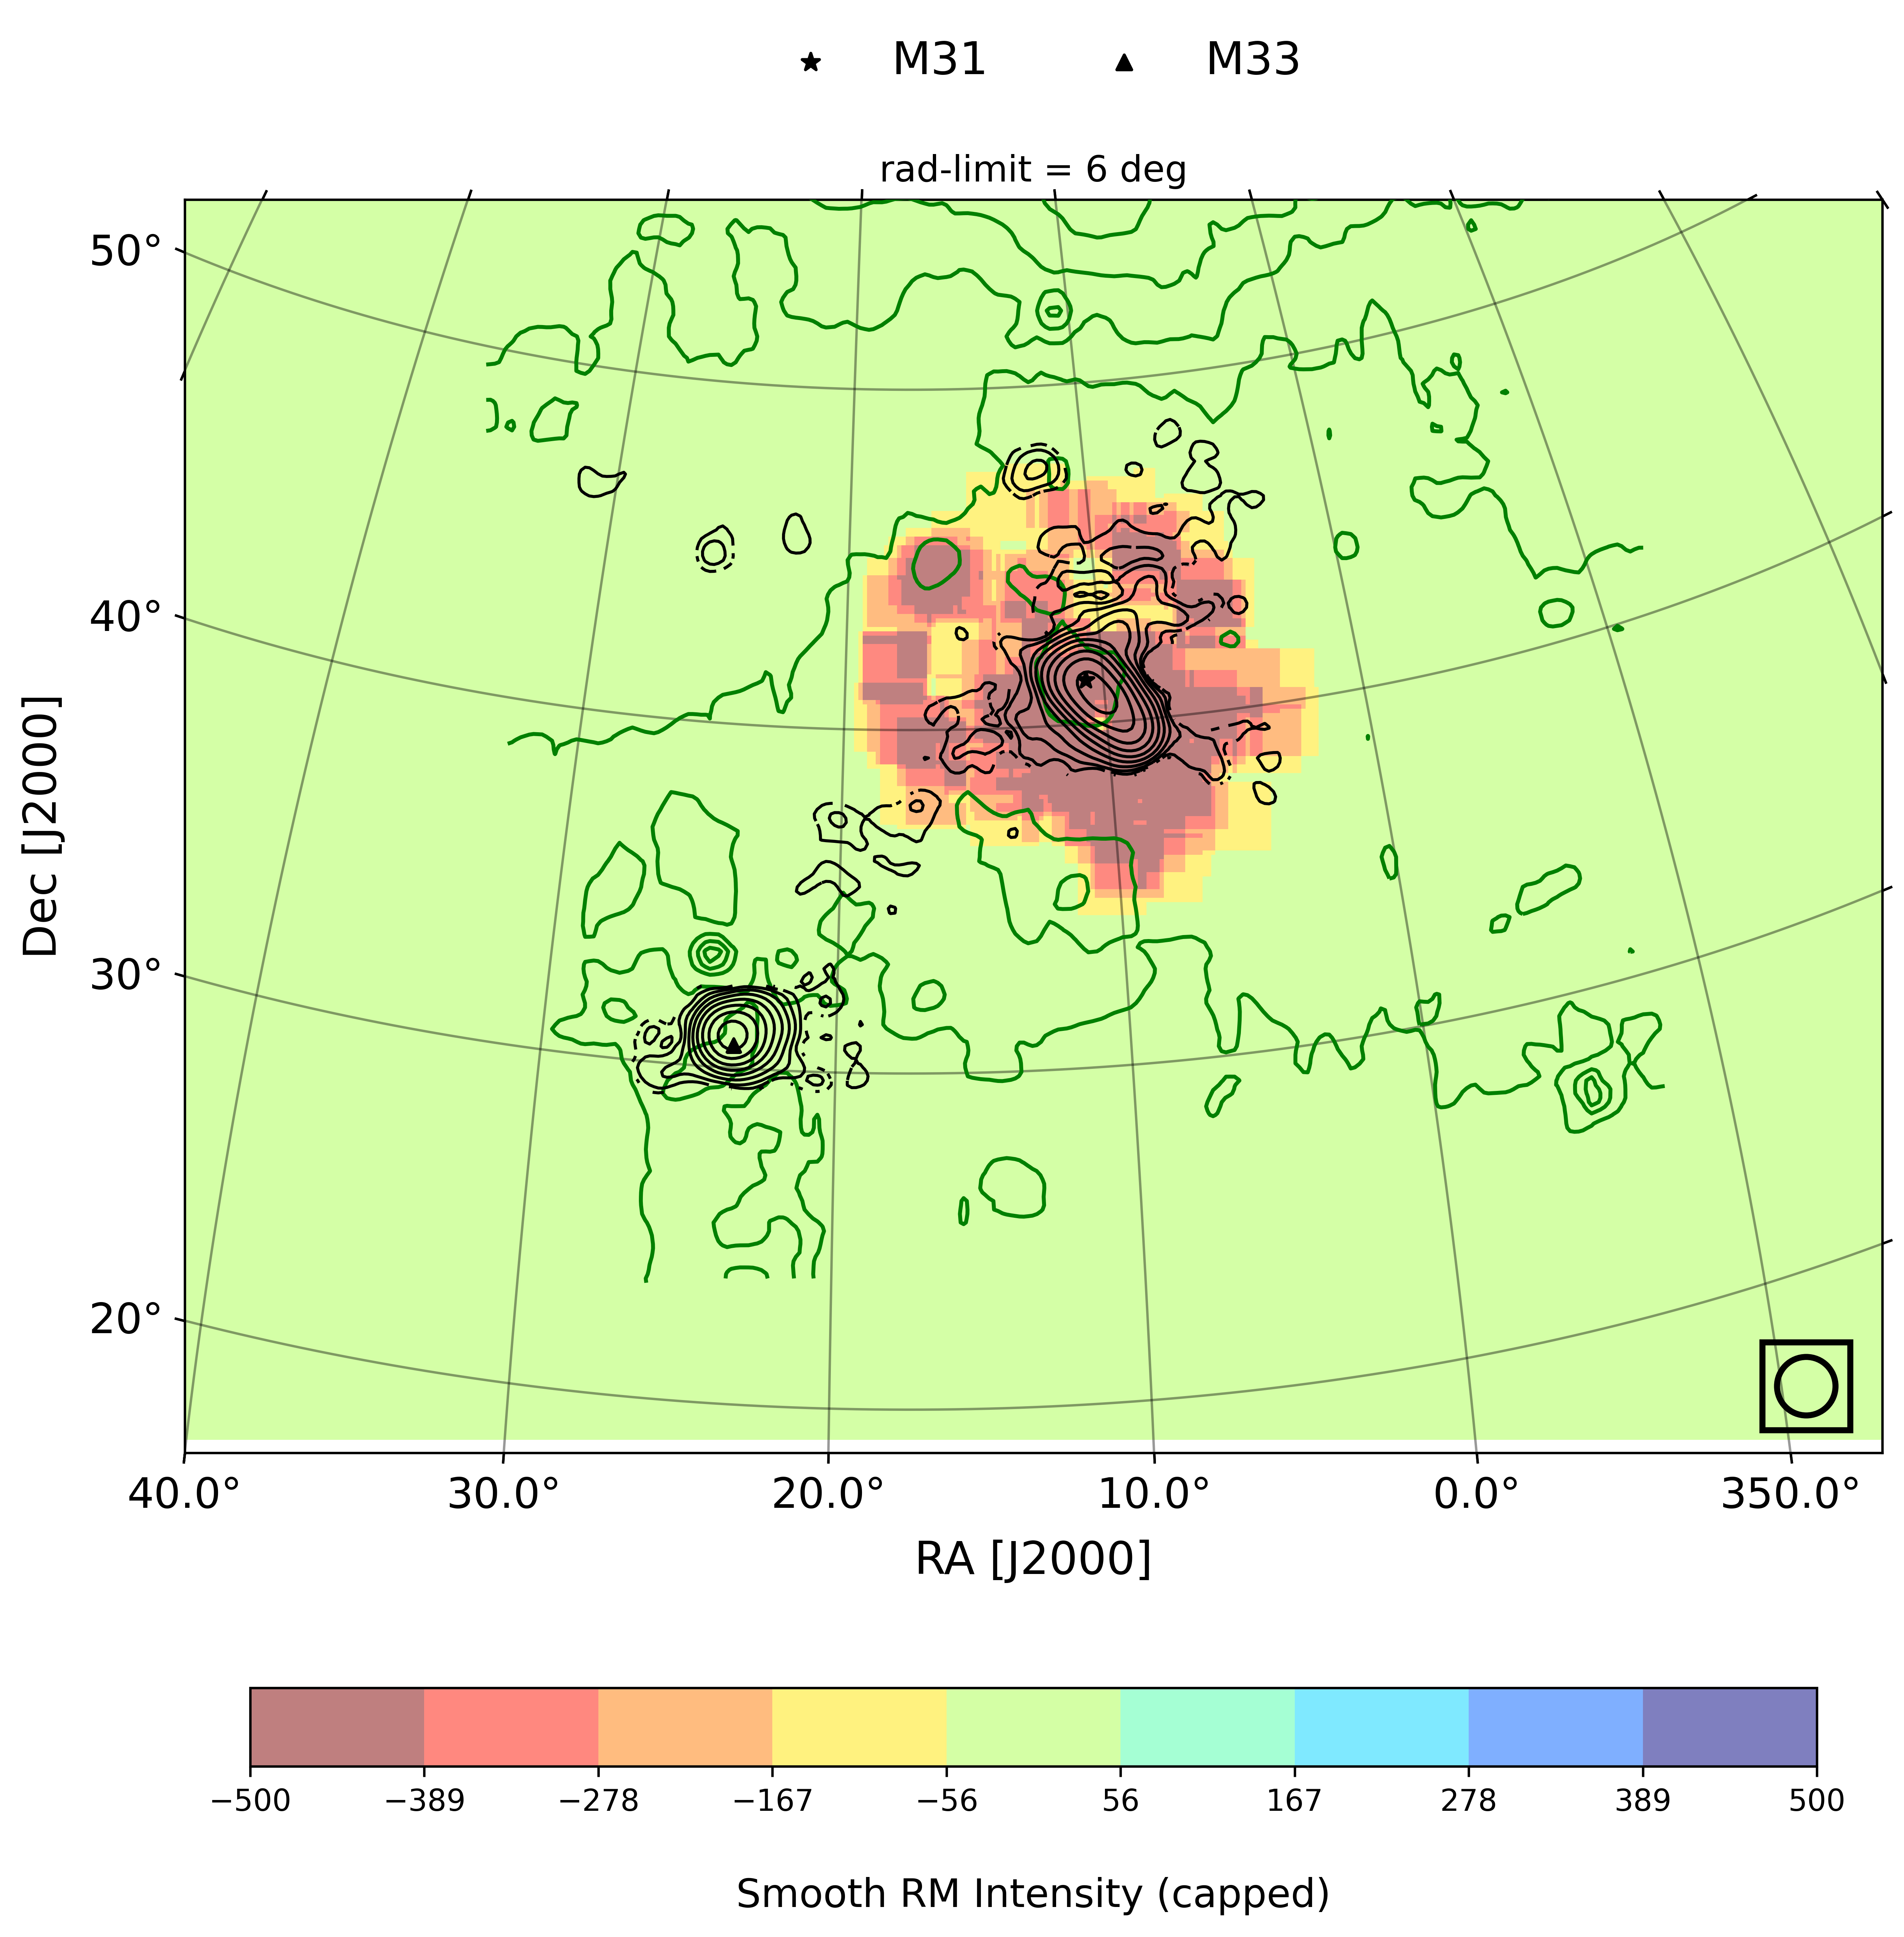 M31 M33
rad-limit = 6 deg
50°
40°
30°
20°
Dec [J2000]
40.0° 30.0° 20.0° 10.0° 0.0° 350.0°
RA [J2000]
−500 −389 −278 −167 −56 56 167 278 389 500
Smooth RM Intensity (capped)